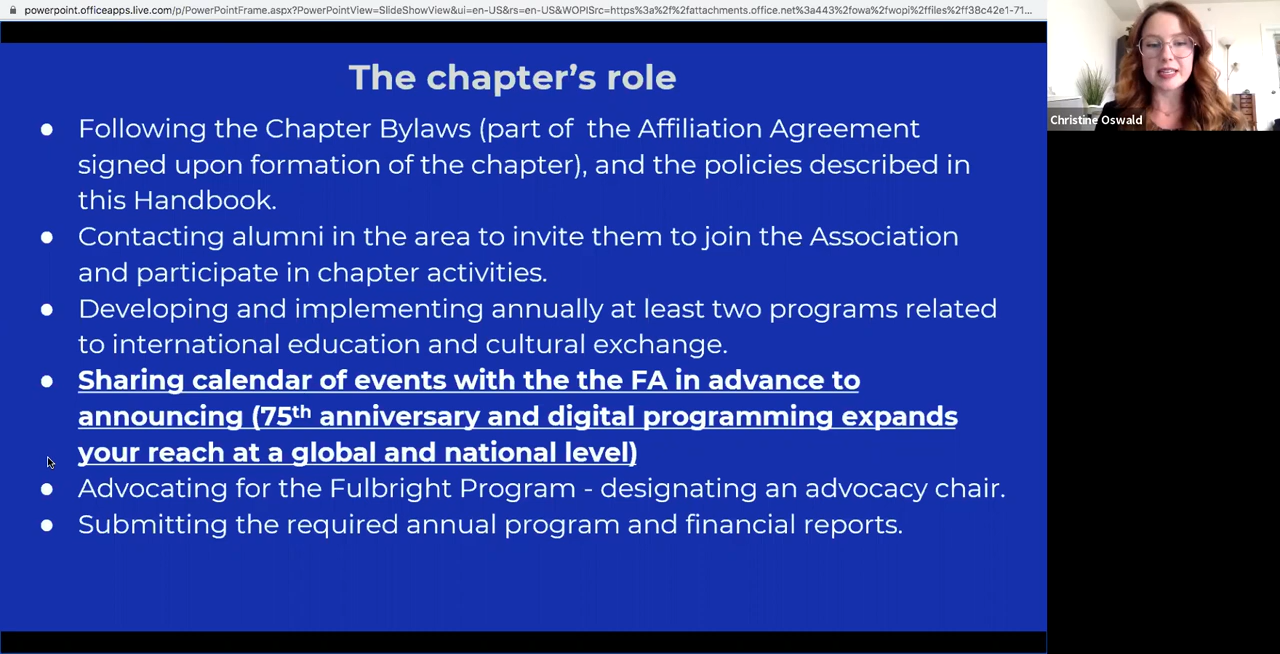 powerpoint.officeapps.live.com/p/PowerPointFrame.aspx?PowerPointView=SlideShowView&ui=en-US&rs=en-US&WOPISrc=https%3a%2f%2fattachments.office.net%3a443%2fowa%2fwopi%2ffiles%2ff38c42e1-71...
The chapter’s role
● Following the Chapter Bylaws (part of the Affiliation Agreement
signed upon formation of the chapter), and the policies described in
this Handbook.
● Contacting alumni in the area to invite them to join the Association
and participate in chapter activities.
● Developing and implementing annually at least two programs related
to international education and cultural exchange.
● Sharing calendar of events with the the FA in advance to
announcing (75th anniversary and digital programming expands
your reach at a global and national level)
● Advocating for the Fulbright Program - designating an advocacy chair.
● Submitting the required annual program and financial reports.
Christine Oswald